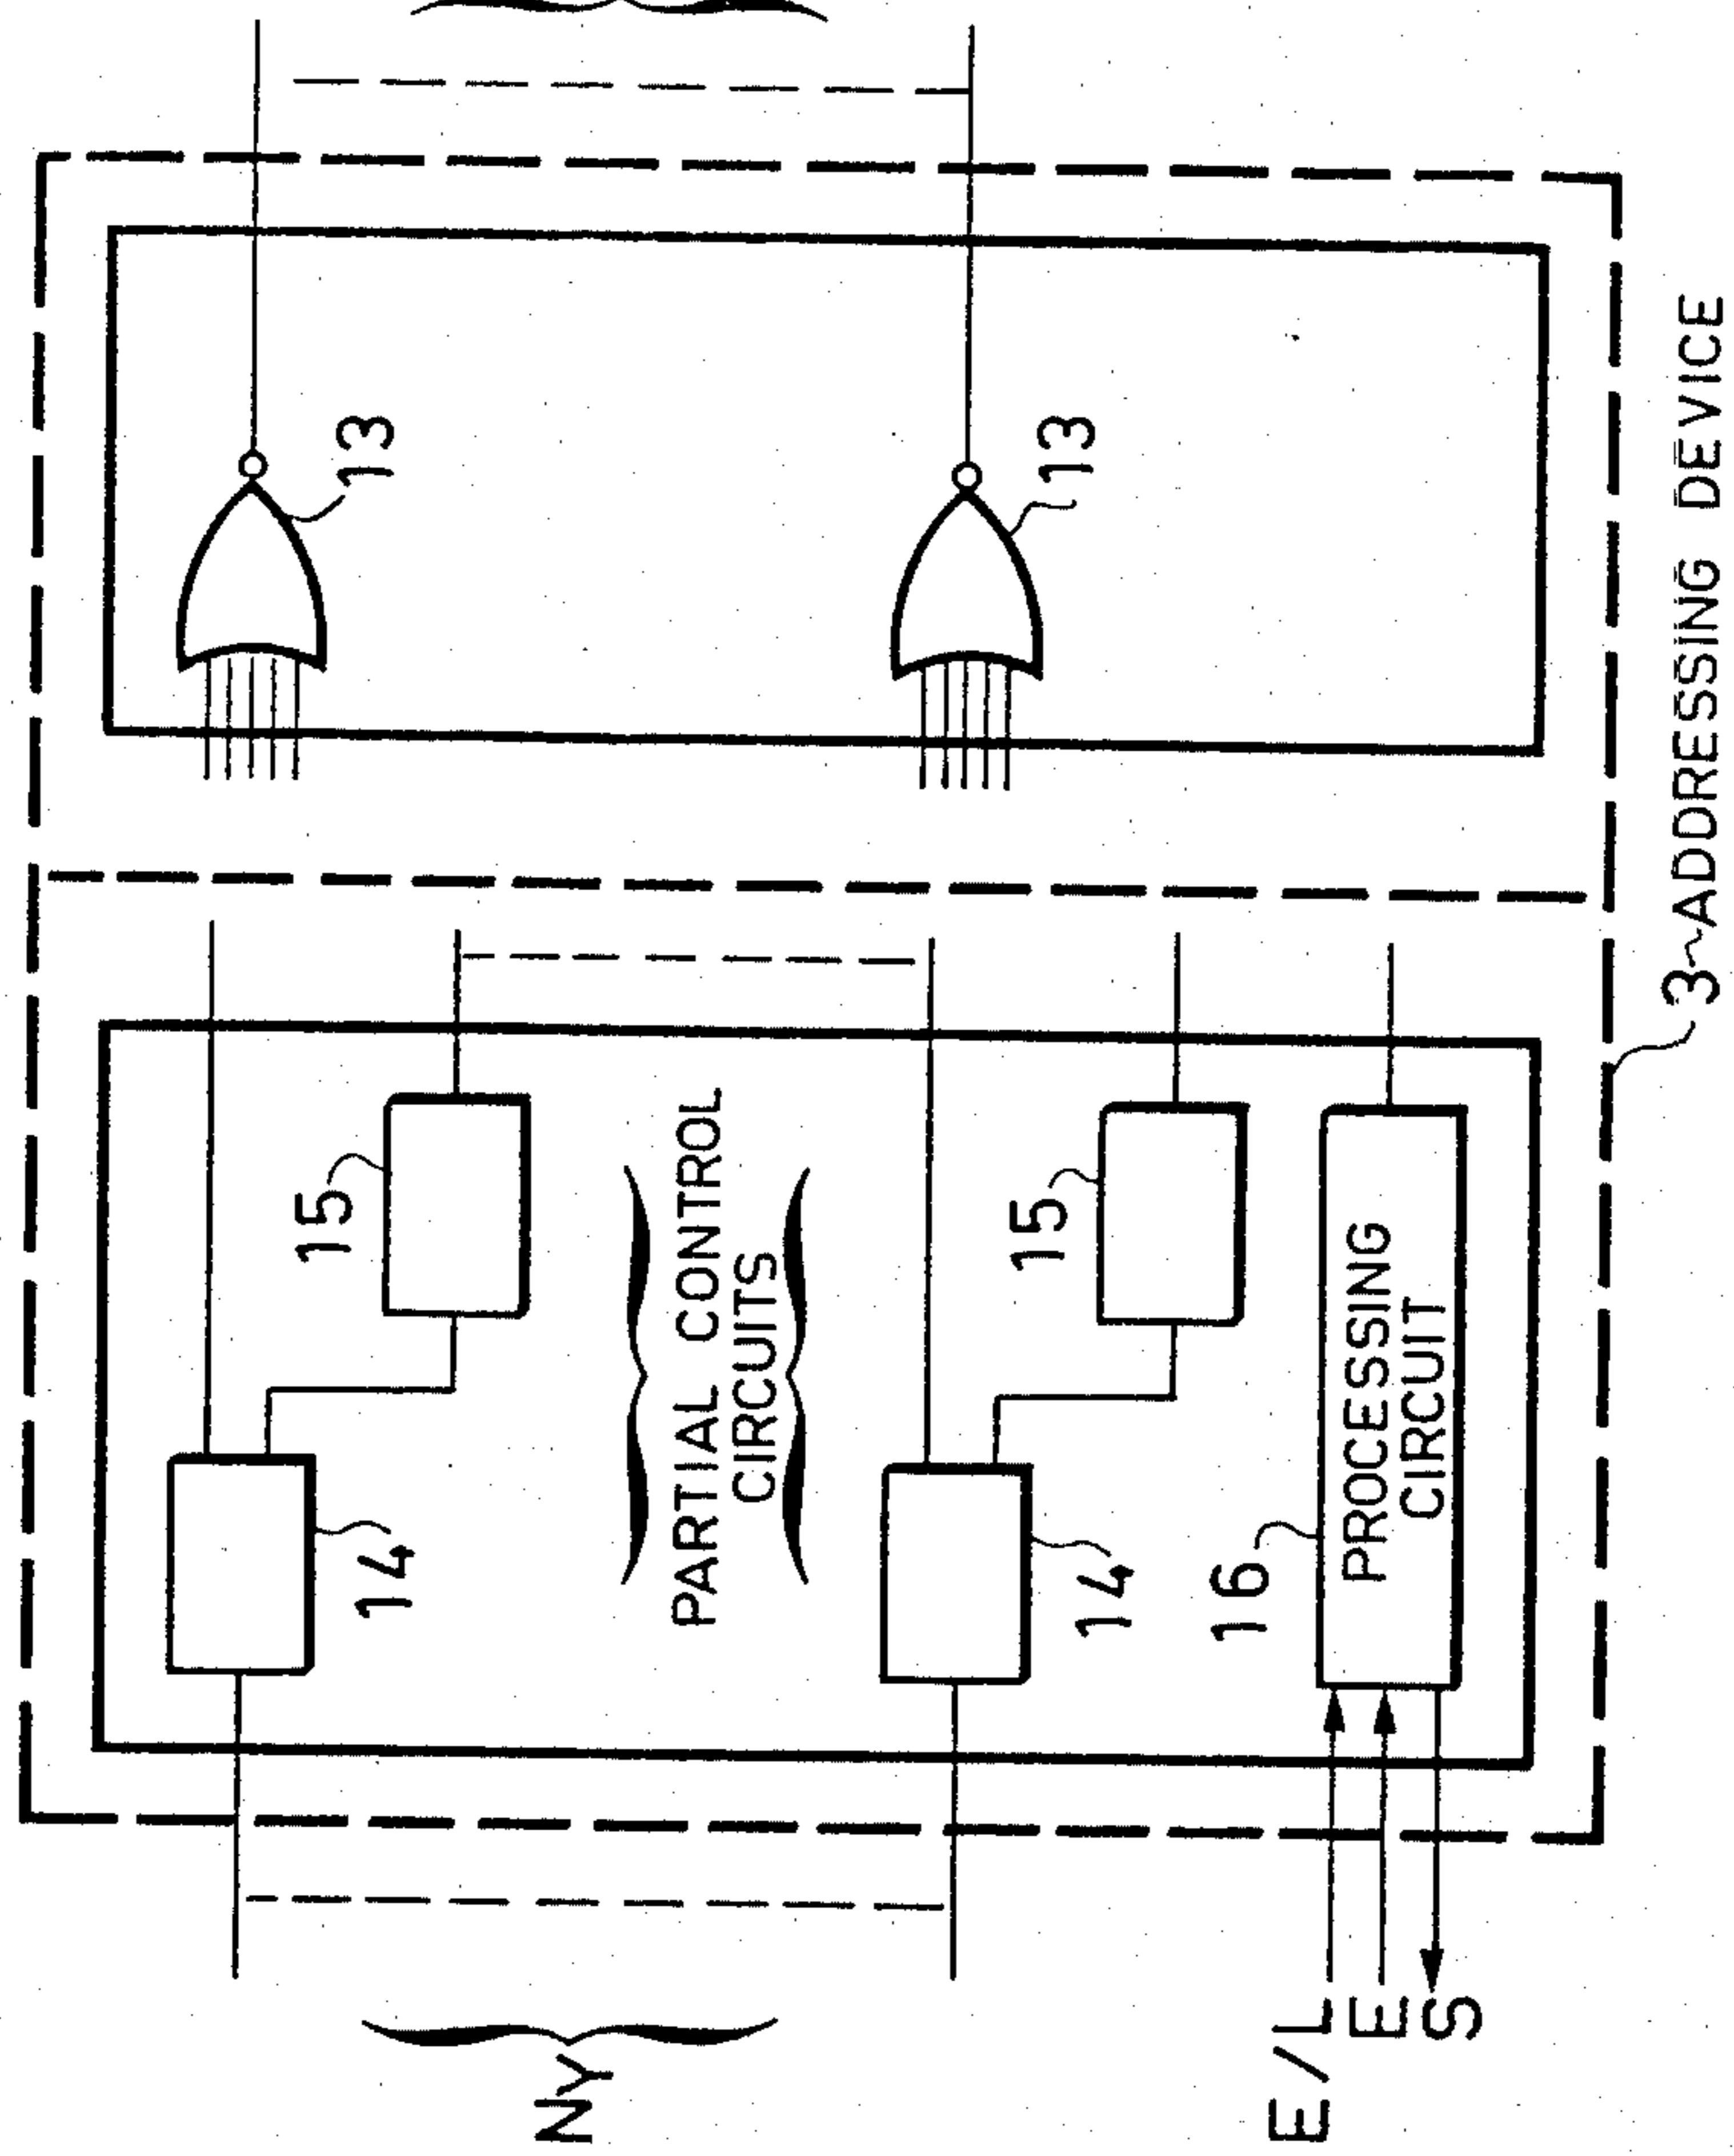 13
13
15
PARTIAL CONTROL
CIRCUITS
14
15
14
16
PROCESSING
CIRCUIT
NY
E/L
E
S
3~ADDRESSING DEVICE